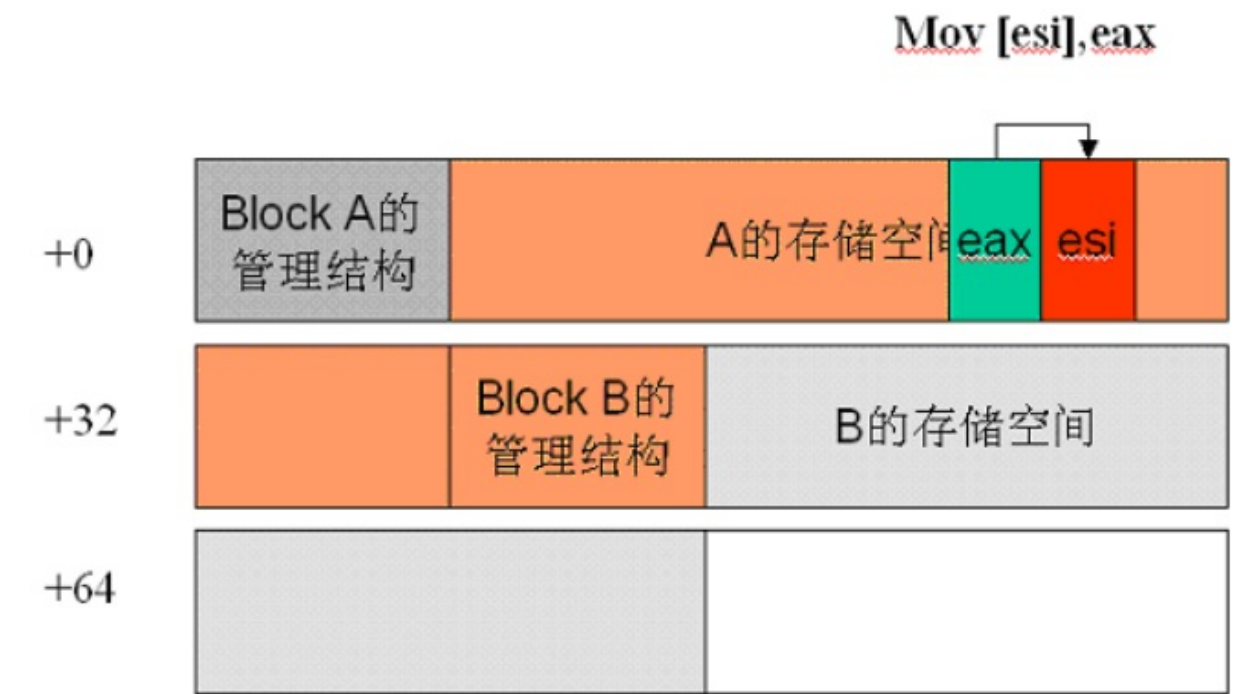 Mov [esi],eax
+0
Block A的
管理结构
A的存储空间
eax
esi
+32
Block B的
管理结构
B的存储空间
+64